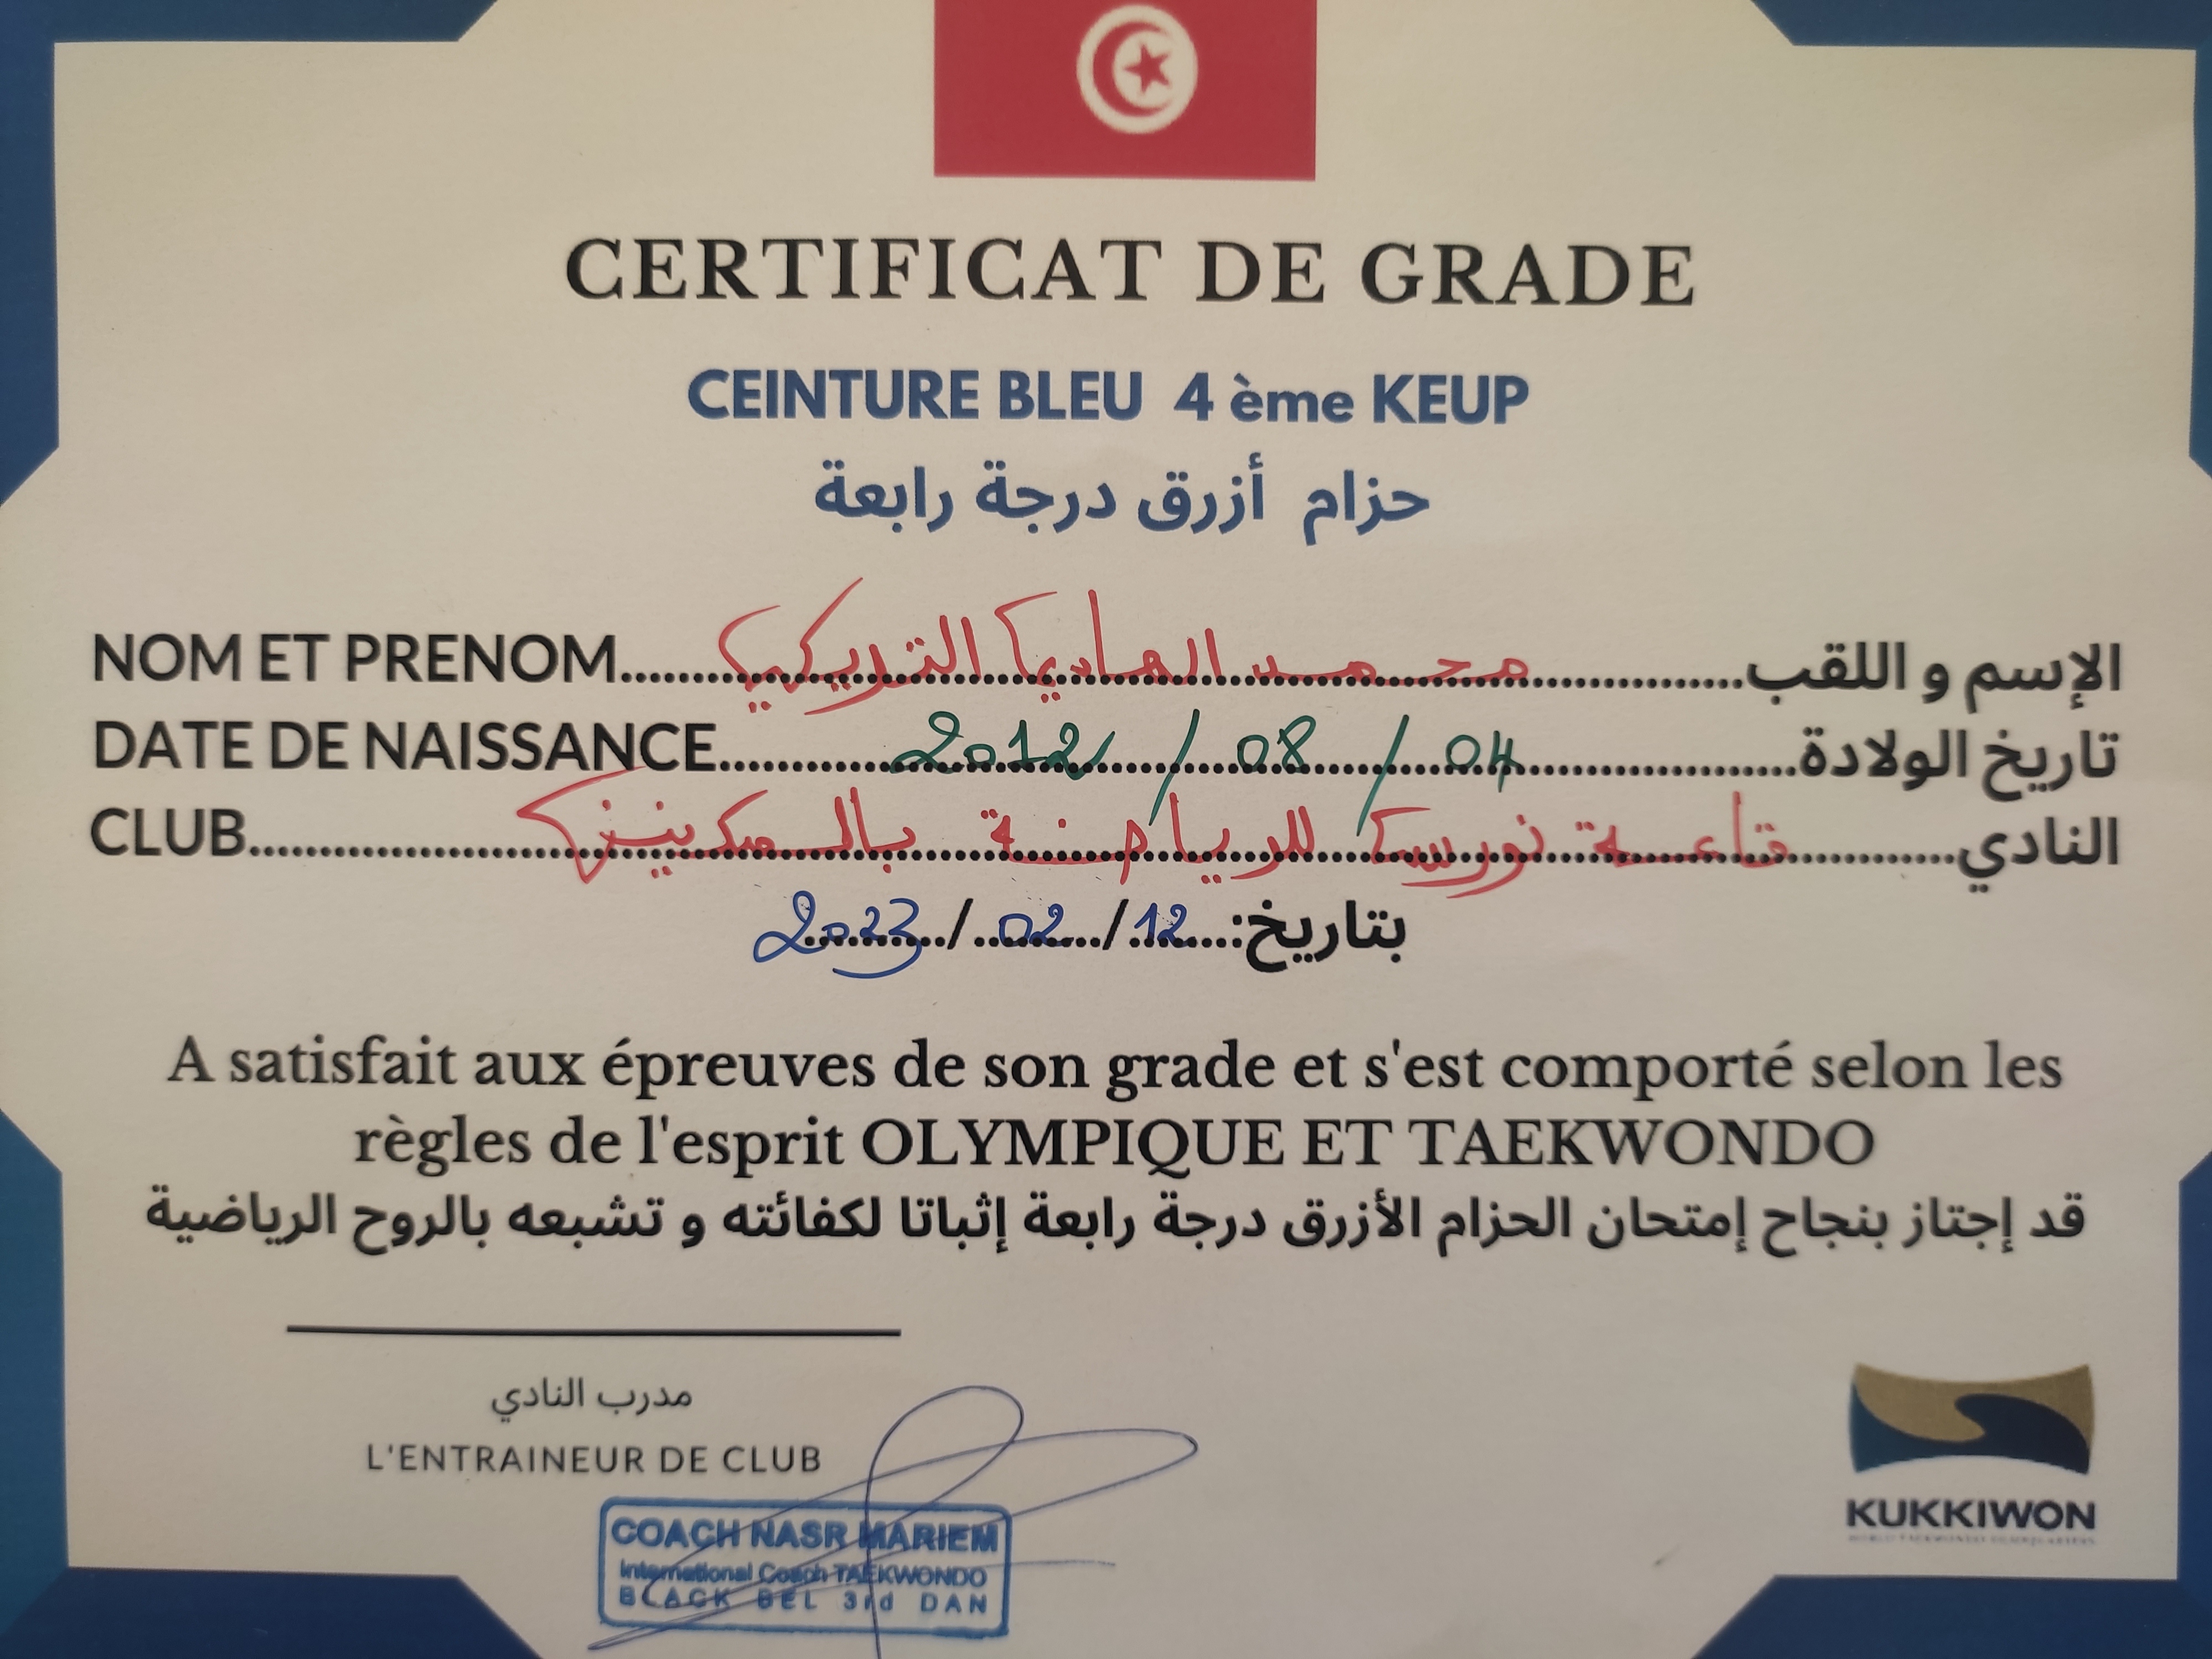 CERTIFICAT DE GRADE
CEINTURE BLEU 4 ème KEUP
حزام أزرق درجة رابعة
NOM ET PRENOM..........محمد الهادي التريكي..........الإسم و اللقب
DATE DE NAISSANCE..........2012/08/04..........تاريخ الولادة
CLUB..........قاعة نورس للرياضة بالمكنين..........النادي
بتاريخ: 12/02/2023
A satisfait aux épreuves de son grade et s'est comporté selon les
règles de l'esprit OLYMPIQUE ET TAEKWONDO
قد إجتاز بنجاح إمتحان الحزام الأزرق درجة رابعة إثباتا لكفائته و تشبعه بالروح الرياضية
مدرب النادي
L'ENTRAINEUR DE CLUB
COACH NASR MARIEM
International Coach TAEKWONDO
BLACK BEL 3rd DAN
KUKKIWON
WORLD TAEKWONDO HEADQUARTERS